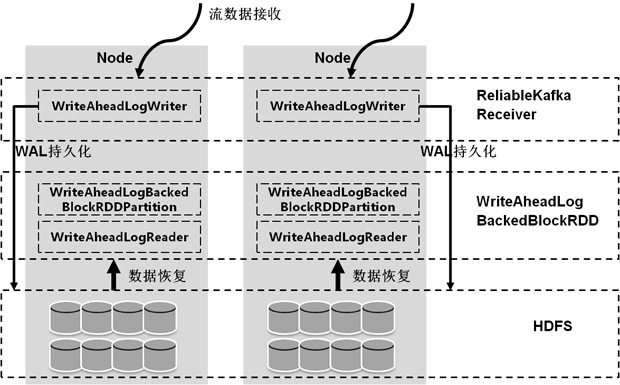 流数据接收
Node
Node
WriteAheadLogWriter
WriteAheadLogWriter
ReliableKafka
Receiver
WAL持久化
WAL持久化
WriteAheadLogBacked
BlockRDDPartition
WriteAheadLogBacked
BlockRDDPartition
WriteAheadLog
BackedBlockRDD
WriteAheadLogReader
WriteAheadLogReader
数据恢复
数据恢复
HDFS